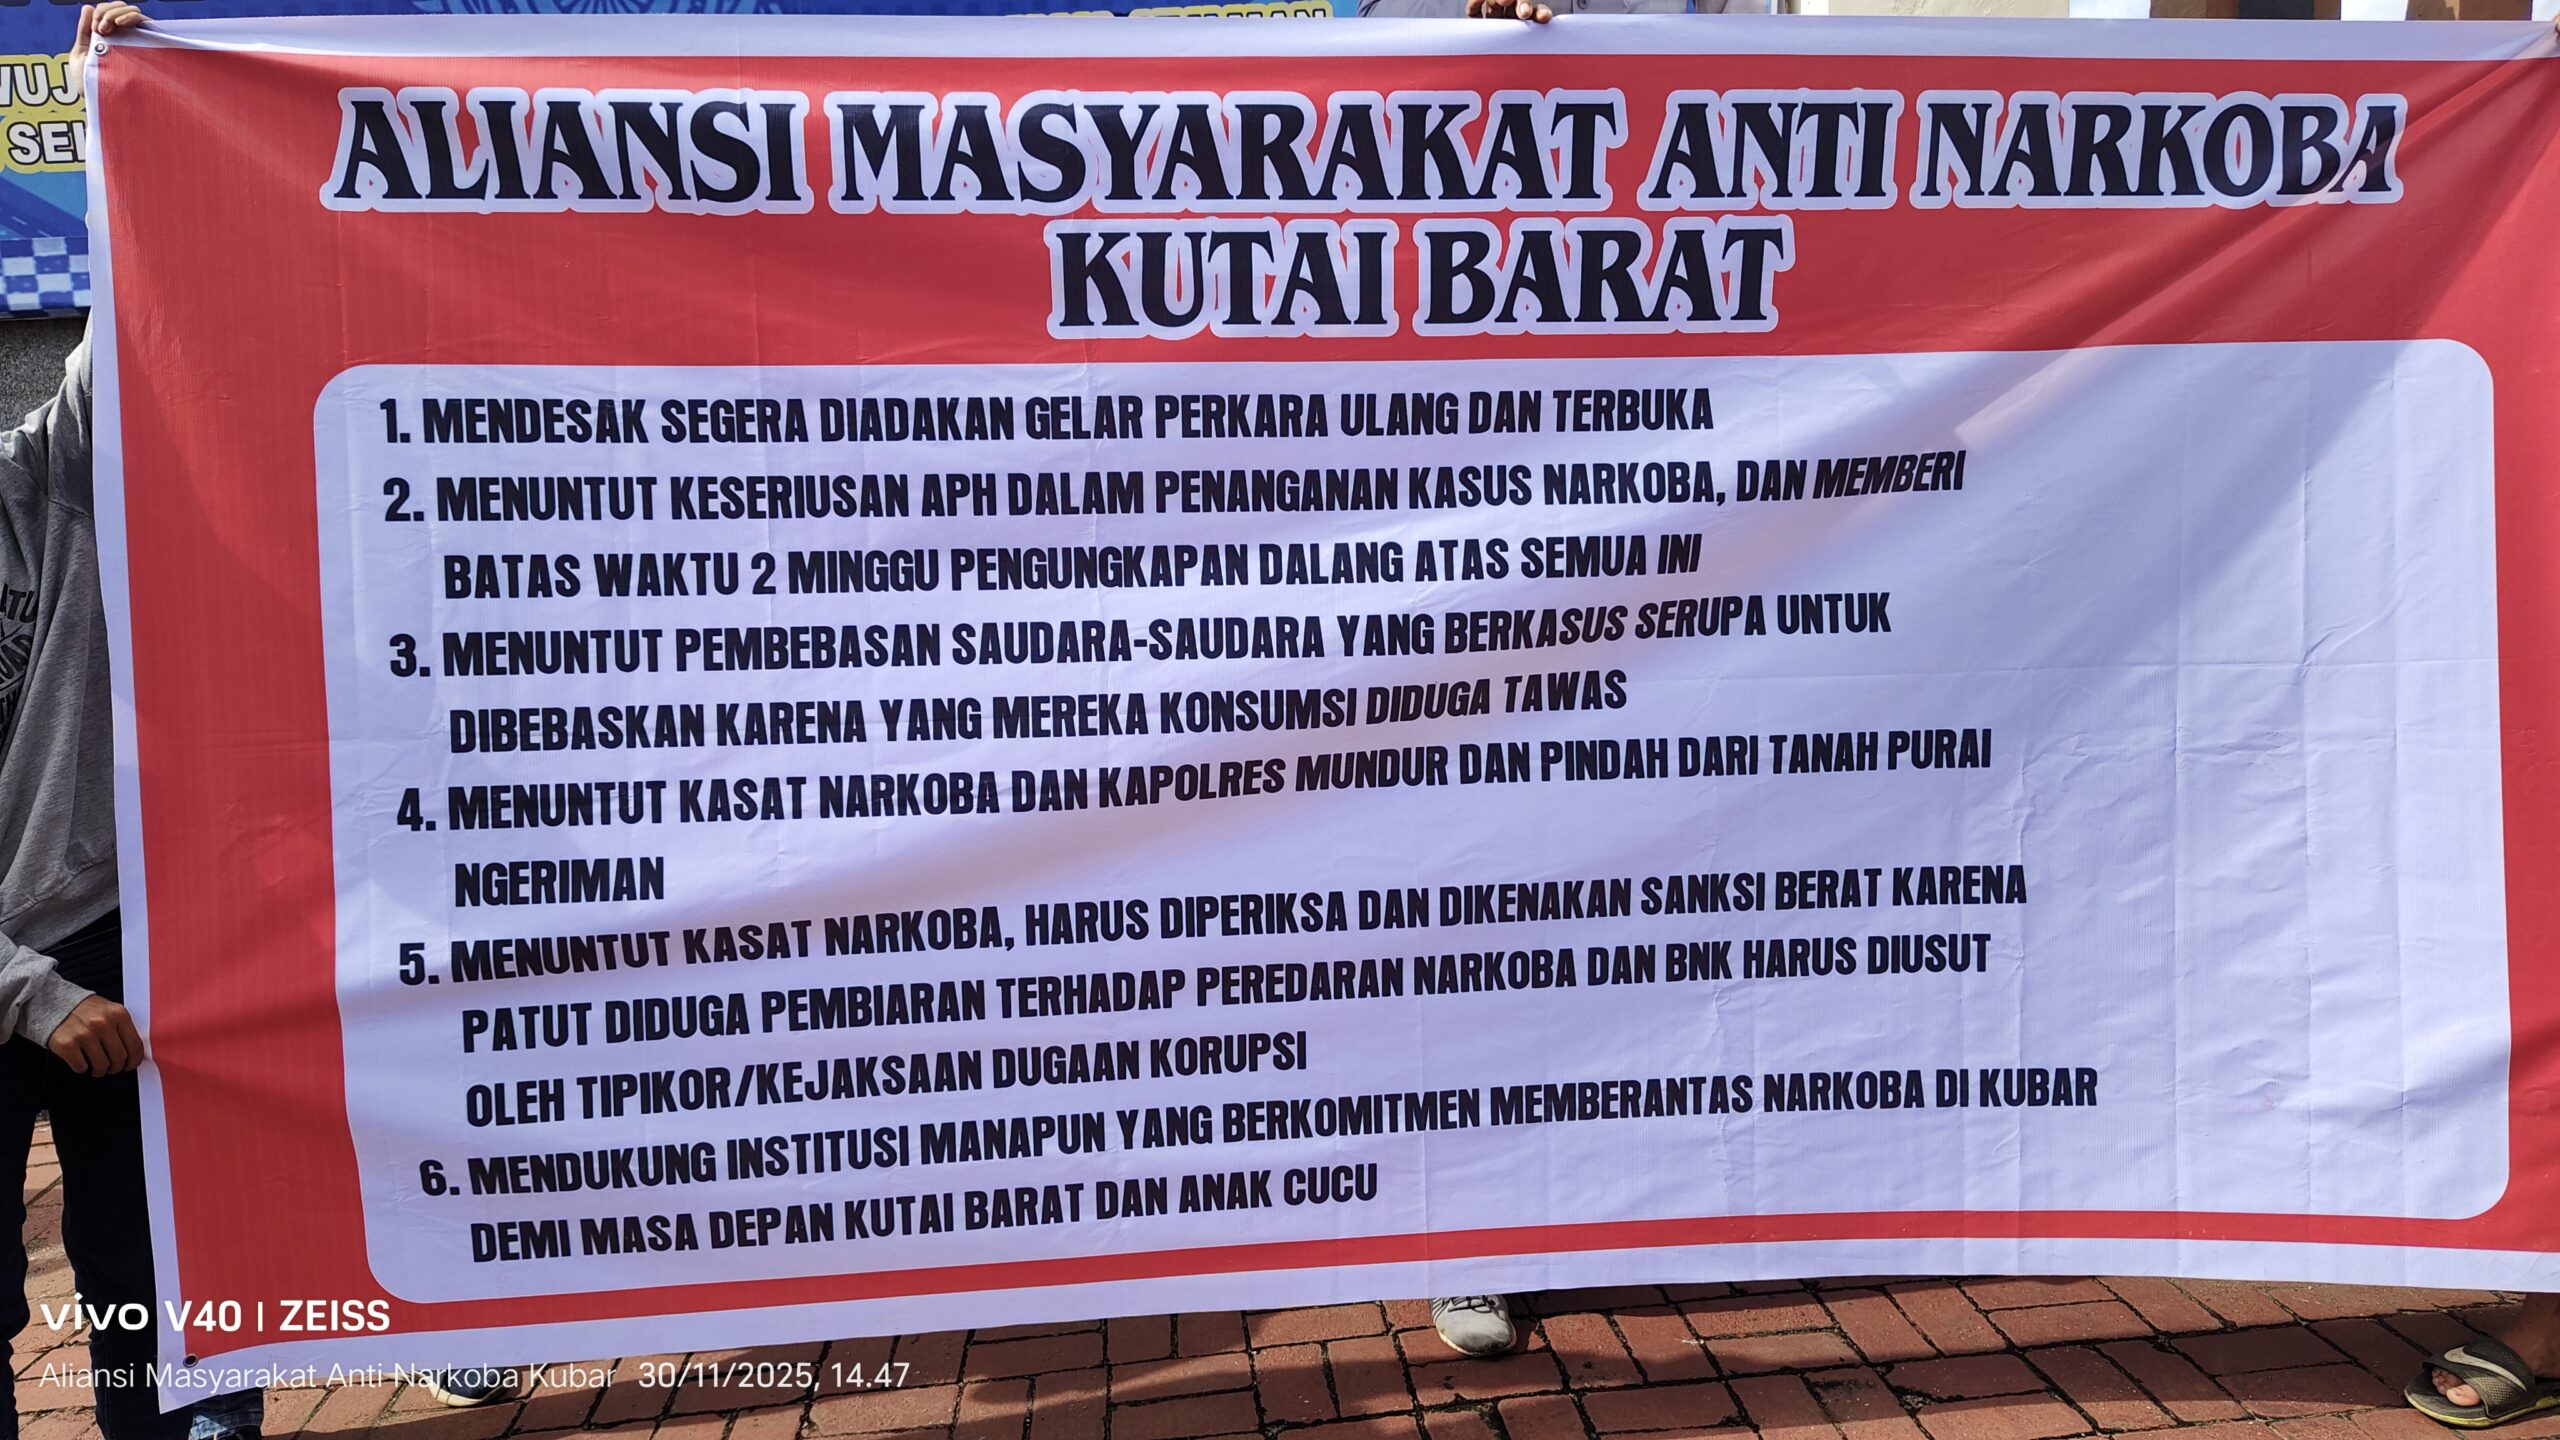 ALIANSI MASYARAKAT ANTI NARKOBA
KUTAI BARAT
1. MENDESAK SEGERA DIADAKAN GELAR PERKARA ULANG DAN TERBUKA
2. MENUNTUT KESERIUSAN APH DALAM PENANGANAN KASUS NARKOBA, DAN MEMBERI
BATAS WAKTU 2 MINGGU PENGUNGKAPAN DALANG ATAS SEMUA INI
3. MENUNTUT PEMBEBASAN SAUDARA-SAUDARA YANG BERKASUS SERUPA UNTUK
DIBEBASKAN KARENA YANG MEREKA KONSUMSI DIDUGA TAWAS
4. MENUNTUT KASAT NARKOBA DAN KAPOLRES MUNDUR DAN PINDAH DARI TANAH PURAI
NGERIMAN
5. MENUNTUT KASAT NARKOBA, HARUS DIPERIKSA DAN DIKENAKAN SANKSI BERAT KARENA
PATUT DIDUGA PEMBIARAN TERHADAP PEREDARAN NARKOBA DAN BNK HARUS DIUSUT
OLEH TIPIKOR/KEJAKSAAN DUGAAN KORUPSI
6. MENDUKUNG INSTITUSI MANAPUN YANG BERKOMITMEN MEMBERANTAS NARKOBA DI KUBAR
DEMI MASA DEPAN KUTAI BARAT DAN ANAK CUCU
vivo V40 | ZEISS
Aliansi Masyarakat Anti Narkoba Kubar 30/11/2025, 14.47